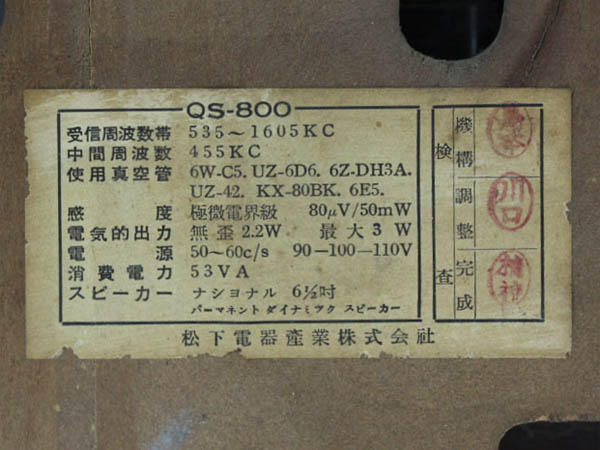 QS-800
受信周波数帯 535～1605KC
中間周波数 455KC
使用真空管 6W-C5. UZ-6D6. 6Z-DH3A.
UZ-42. KX-80BK. 6E5.
感度 極微電界級 80μV/50mW
電気的出力 無歪2.2W 最大3W
電源 50～60c/s 90-100-110V
消費電力 53VA
スピーカー ナショナル 6½吋
パーマネント ダイナミツク スピーカー
松下電器産業株式会社
検査
機構
調整
完成
川口